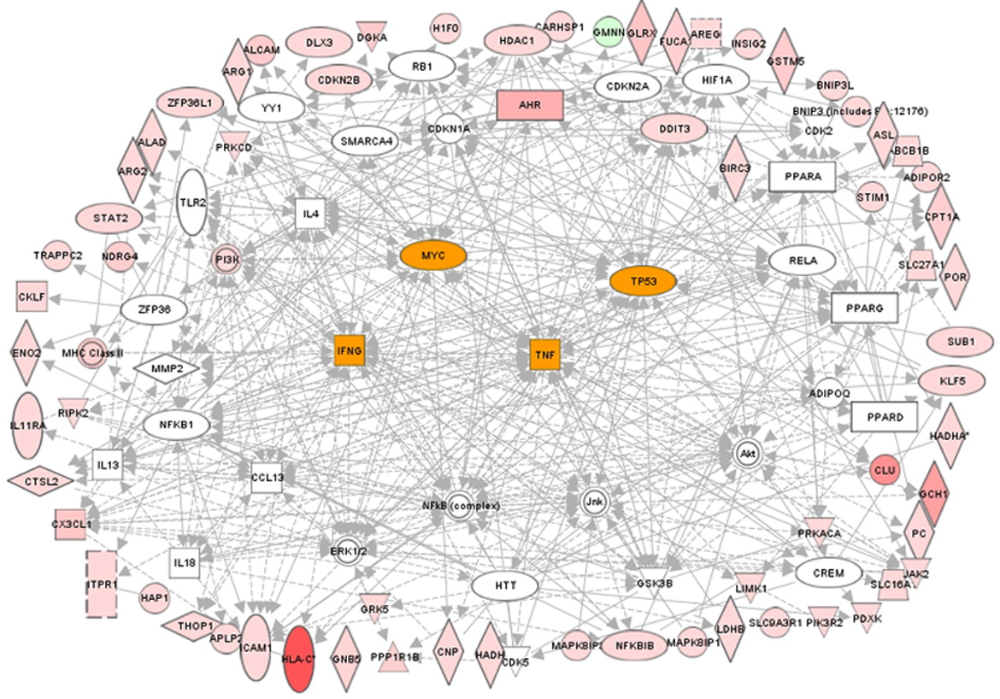 H1F0
CARHSP1
GMNN
GLRX
FUCA
AREG
INSIG2
GSTM5
DGKA
DLX3
ALCAM
ARG1
HDAC1
RB1
CDKN2B
CDKN2A
HIF1A
BNIP3L
ZFP36L1
YY1
AHR
BNIP3 (includes
:12176)
CDKN1A
DDIT3
CDK2
ASL
SMARCA4
ALAD
PRKCD
ABCB1B
ARG2
BIRC3
PPARA
ADIPOR2
TLR2
IL4
STIM1
STAT2
CPT1A
TRAPPC2
NDRG4
PI3K
MYC
RELA
SLC27A1
POR
TP53
CKLF
ZFP36
PPARG
SUB1
ENO2
MHC Class II
IFNG
TNF
MMP2
KLF5
ADIPOQ
RIPK2
PPARD
IL11RA
NFKB1
HADHA*
IL13
Akt
CLU
CTSL2
CCL13
GCH1
NFkB (complex)
Jnk
CX3CL1
PC
PRKACA
ERK1/2
IL18
CREM
JAK2
ITPR1
HTT
GSK3B
LIMK1
SLC16A
HAP1
GRK5
THOP1
APLP2
ICAM1
HLA-C*
GNB5
PPP1R1B
CNP
HADH
CDK5
MAPK8IP
NFKBIB
MAPK8IP1
LDHB
SLC9A3R1
PIK3R2
PDXK